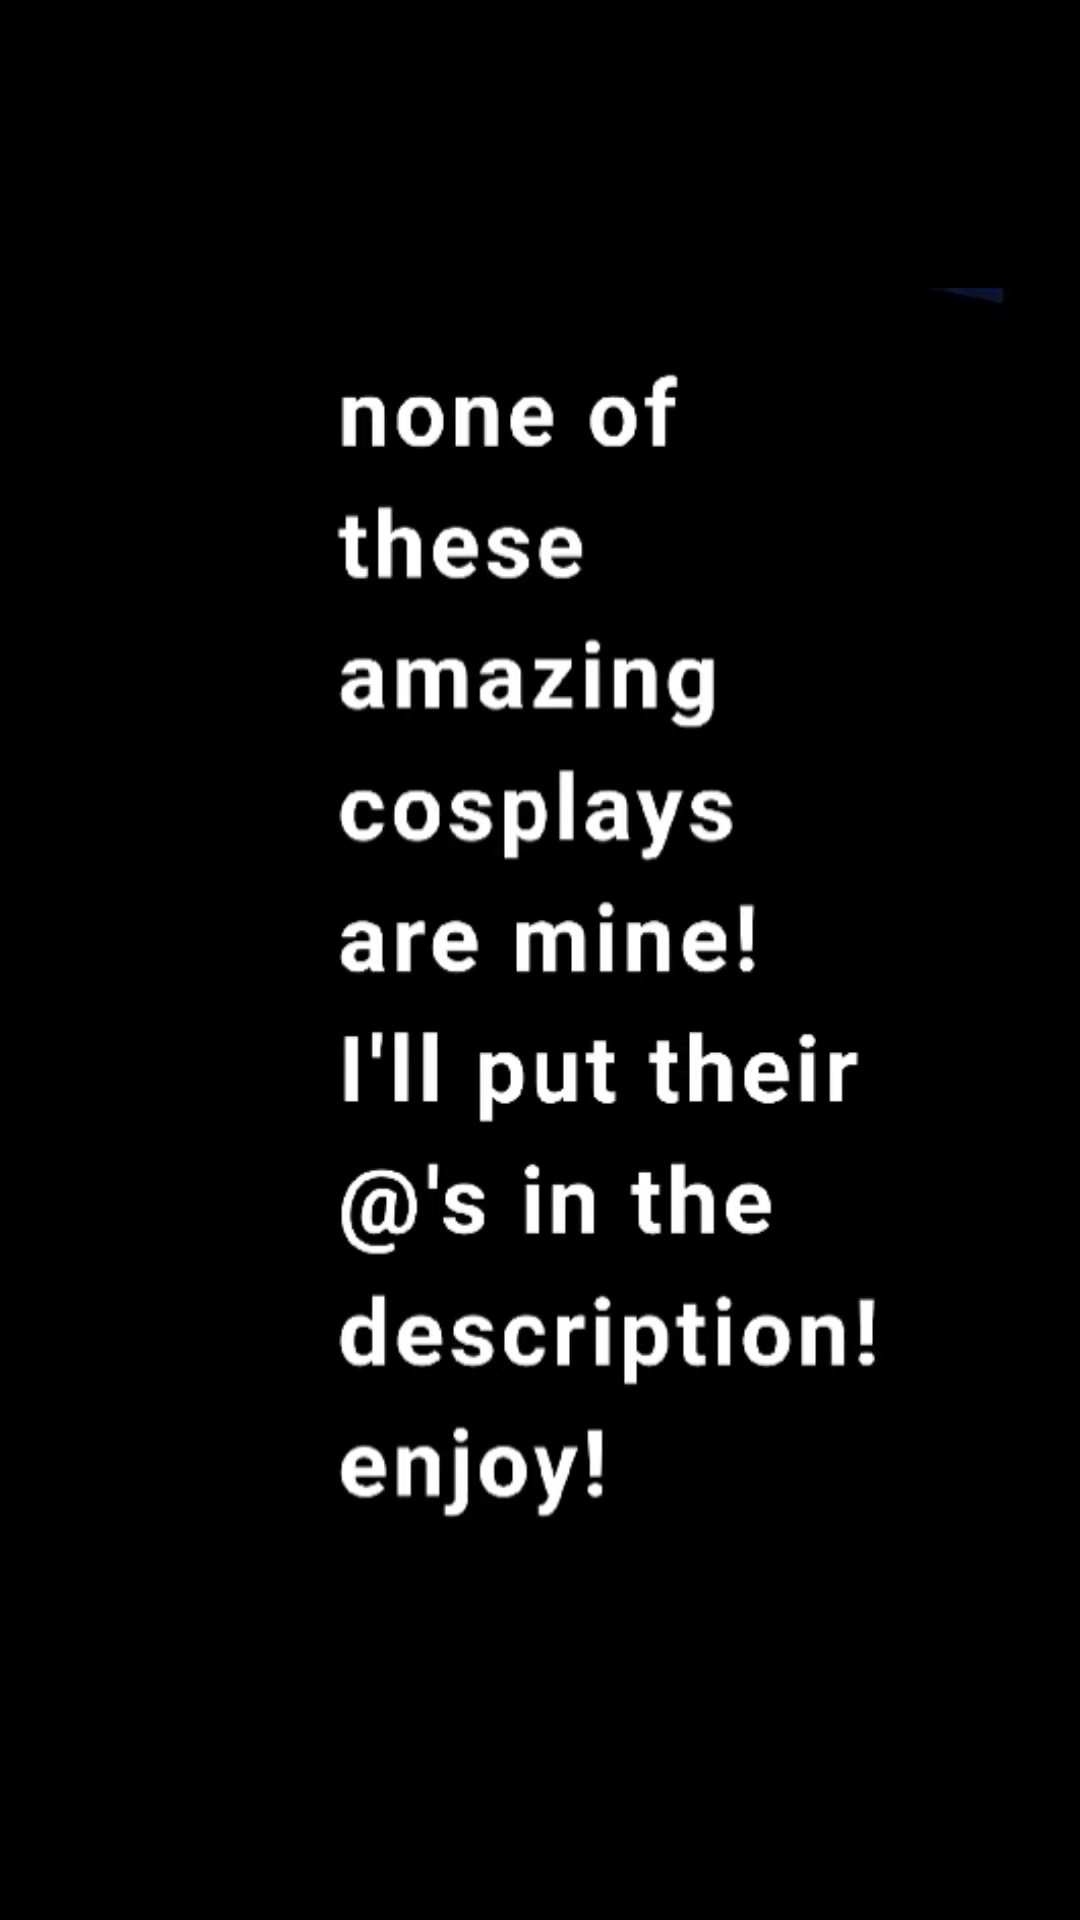 none of
these
amazing
cosplays
are mine!
I'll put their
@'s in the
description!
enjoy!